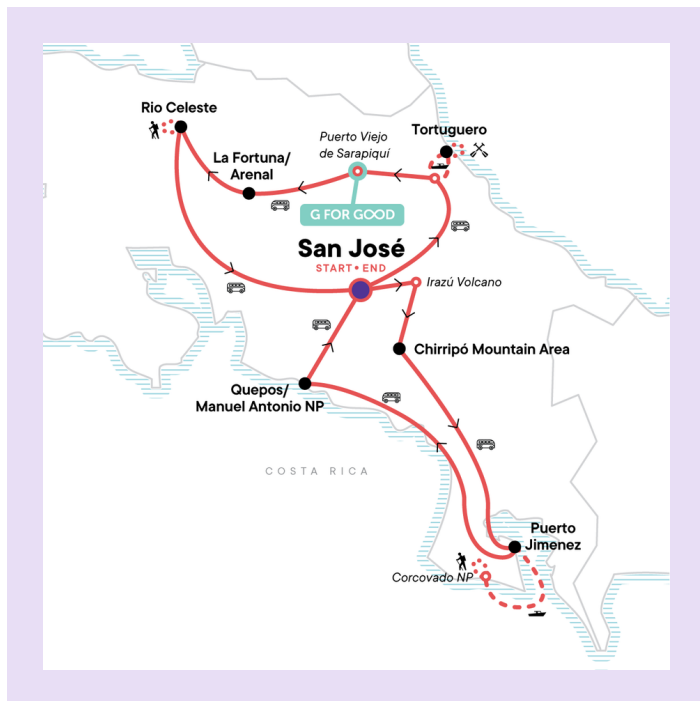 Rio Celeste
La Fortuna/
Arenal
Puerto Viejo
de Sarapiquí
Tortuguero
G FOR GOOD
San José
START • END
Irazú Volcano
Chirripó Mountain Area
Quepos/
Manuel Antonio NP
COSTA RICA
Puerto
Jimenez
Corcovado NP